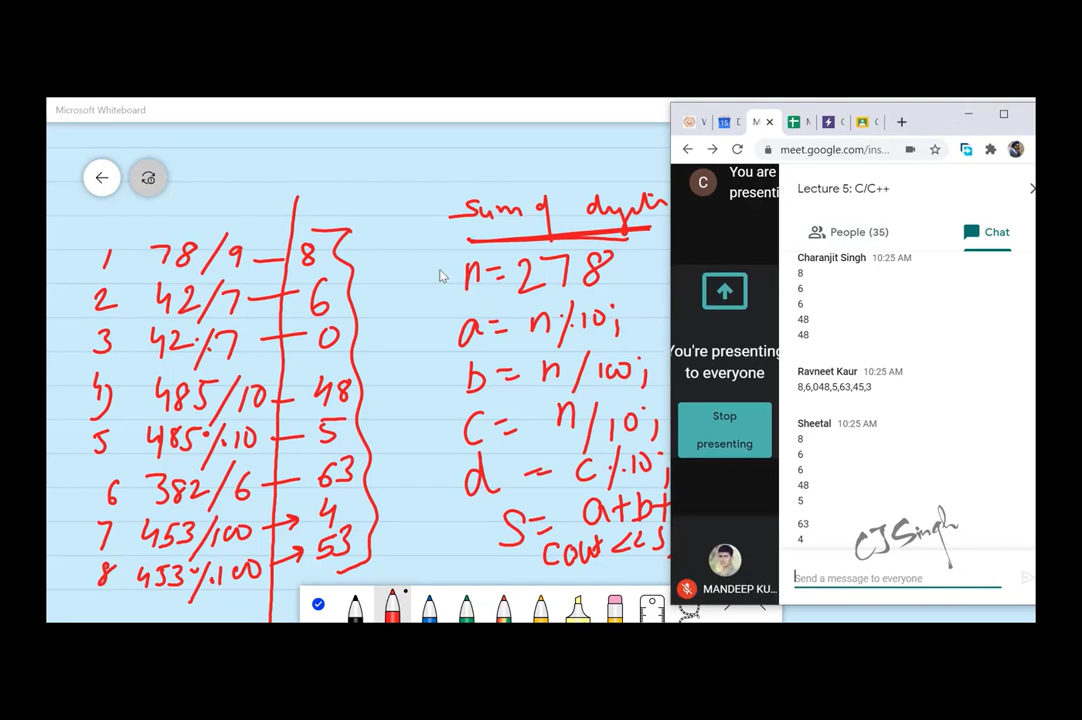 Microsoft Whiteboard
1 78/9 — 8
2 42/7 — 6
3 42%7 — 0
4) 485/10 — 48
5 485%10 — 5
6 382/6 — 63
7 453/100 → 4
8 453%100 → 53
sum of
n=278
a= n%10;
b= n/100;
c= n/10;
d = c%10;
S= a+b+
cout<<S
meet.google.com/ins...
C
You are
presenti
You're presenting
to everyone
Stop
presenting
MANDEEP KU...
Lecture 5: C/C++
People (35)
Chat
Charanjit Singh 10:25 AM
8
6
6
48
48
Ravneet Kaur 10:25 AM
8,6,048,5,63,45,3
Sheetal 10:25 AM
8
6
6
48
5
63
4
CJSingh
Send a message to everyone